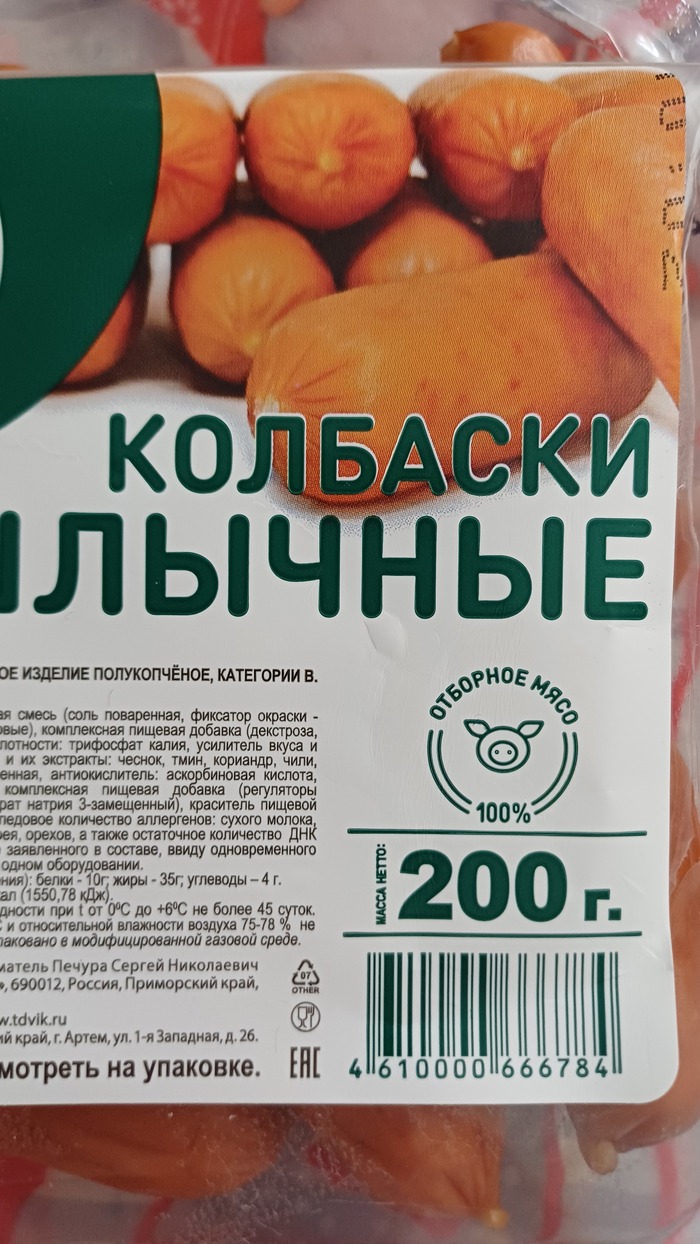 КОЛБАСКИ
ЛЫЧНЫЕ
ОЕ ИЗДЕЛИЕ ПОЛУКОПЧЁНОЕ, КАТЕГОРИИ В.
ая смесь (соль поваренная, фиксатор окраски -
овые), комплексная пищевая добавка (декстроза,
лотности: трифосфат калия, усилитель вкуса и
и их экстракты: чеснок, тмин, кориандр, чили,
енная, антиокислитель: аскорбиновая кислота,
комплексная пищевая добавка (регуляторы
рат натрия 3-замещенный), краситель пищевой
ледовое количество аллергенов: сухого молока,
рея, орехов, а также остаточное количество ДНК
заявленного в составе, ввиду одновременного
одном оборудовании.
ния): белки - 10г; жиры - 35г; углеводы – 4 г.
ал (1550,78 кДж).
дности при t от 0°С до +6°С не более 45 суток.
С и относительной влажности воздуха 75-78 % не
паковано в модифицированной газовой среде.
матель Печура Сергей Николаевич
», 690012, Россия, Приморский край,
w.tdvik.ru
ий край, г. Артем, ул. 1-я Западная, д. 26.
мотреть на упаковке.
07
OTHER
EAC
ОТБОРНОЕ МЯСО
100%
МАССА НЕТТО:
200 г.
4 610000 666784